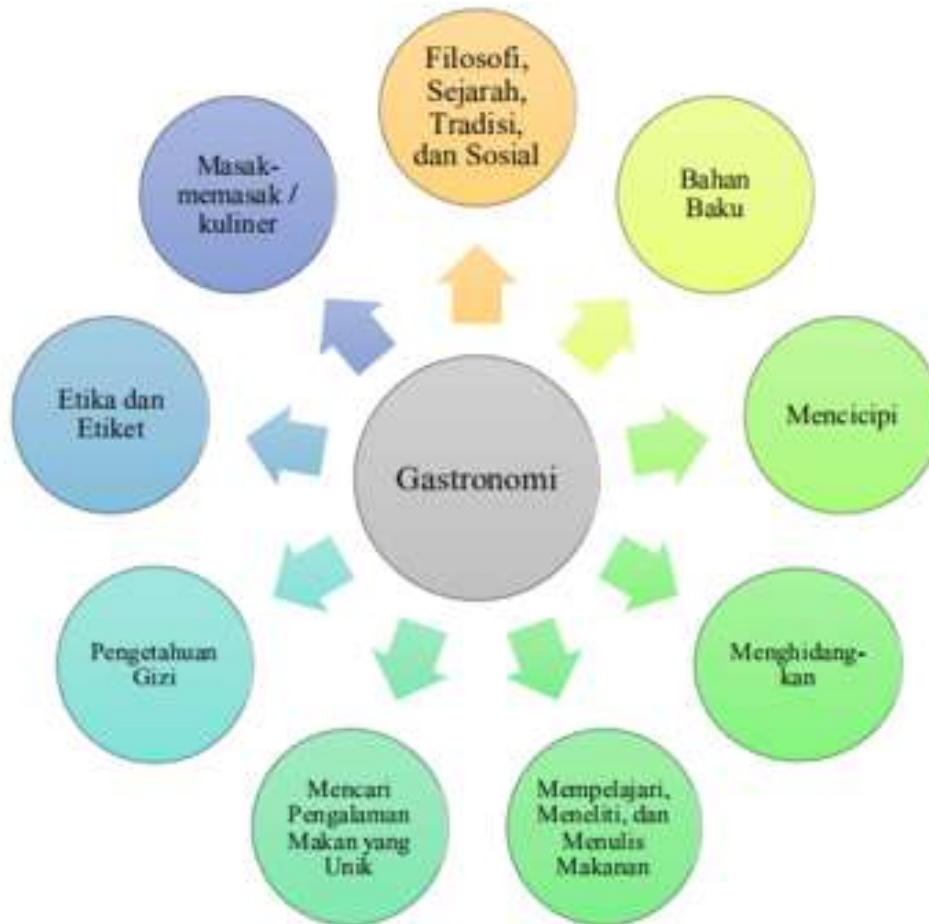 Filosofi,
Sejarah,
Tradisi,
dan Sosial
Bahan
Baku
Mencicipi
Menghidang-
kan
Mempelajari,
Meneliti, dan
Menulis
Makanan
Mencari
Pengalaman
Makan yang
Unik
Pengetahuan
Gizi
Etika dan
Etiket
Masak-
memasak /
kuliner
Gastronomi